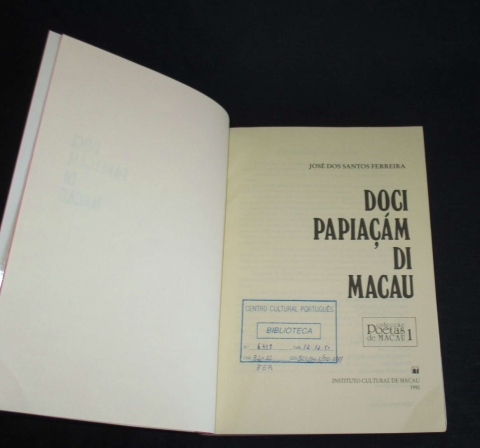 JOSÉ DOS SANTOS FERREIRA
DOCI
PAPIAÇÁM
DI
MACAU
Poetas 1
de MACAU
CENTRO CULTURAL PORTUGUÊS
BIBLIOTECA
INSTITUTO CULTURAL DE MACAU